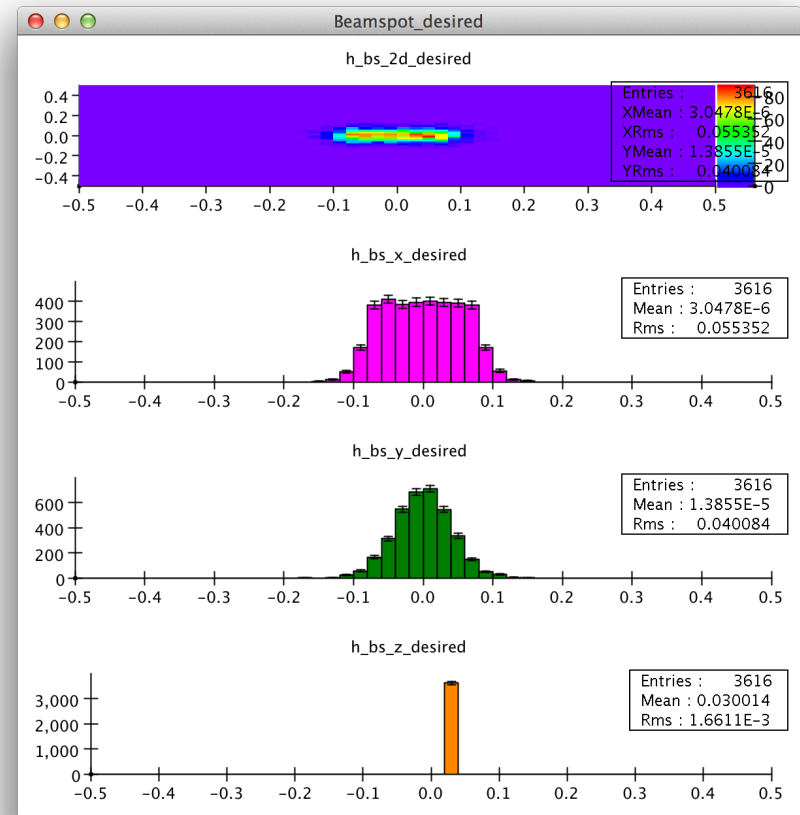 Beamspot_desired
h_bs_2d_desired
0.4
0.2
0.0
−0.2
−0.4
−0.5 −0.4 −0.3 −0.2 −0.1 0.0 0.1 0.2 0.3 0.4 0.5
Entries : 3616
XMean : 3.0478E-6
XRms : 0.055352
YMean : 1.3855E-5
YRms : 0.040084
80
60
40
20
0
h_bs_x_desired
400
300
200
100
0
−0.5 −0.4 −0.3 −0.2 −0.1 0.0 0.1 0.2 0.3 0.4 0.5
Entries : 3616
Mean : 3.0478E-6
Rms : 0.055352
h_bs_y_desired
600
400
200
0
−0.5 −0.4 −0.3 −0.2 −0.1 0.0 0.1 0.2 0.3 0.4 0.5
Entries : 3616
Mean : 1.3855E-5
Rms : 0.040084
h_bs_z_desired
3,000
2,000
1,000
0
−0.5 −0.4 −0.3 −0.2 −0.1 0.0 0.1 0.2 0.3 0.4 0.5
Entries : 3616
Mean : 0.030014
Rms : 1.6611E-3